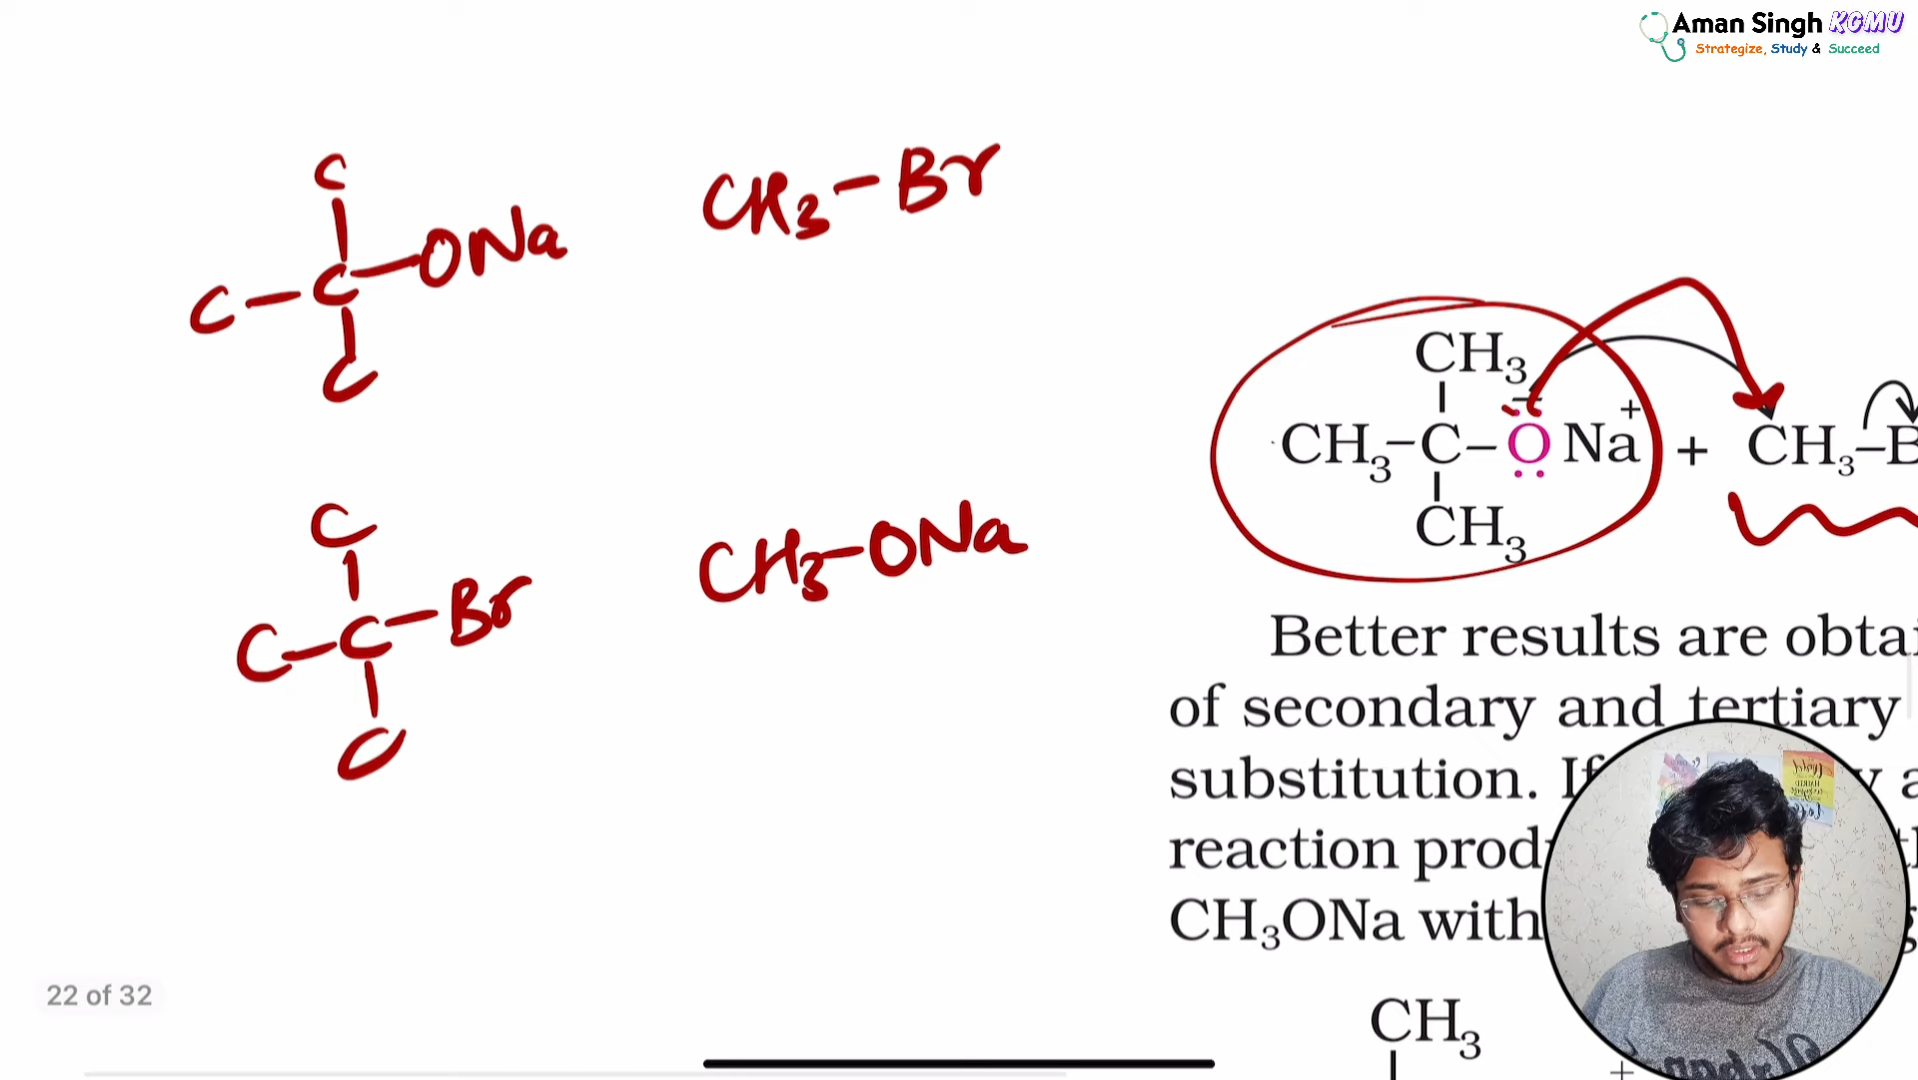 Aman Singh KGMU
Strategize, Study & Succeed
C
C–C–ONa
C
CH3–Br
C
C–C–Br
C
CH3–ONa
CH₃
CH₃–C–O Na⁺ + CH₃–B
CH₃
Better results are obtai
of secondary and tertiary
substitution. If
reaction prod
CH₃ONa with
CH₃
+
22 of 32